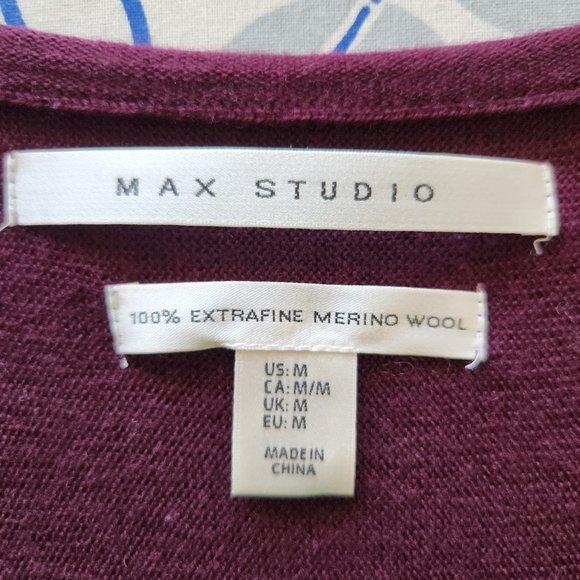 MAX STUDIO
100% EXTRAFINE MERINO WOOL
US: M
CA: M/M
UK: M
EU: M
MADE IN
CHINA